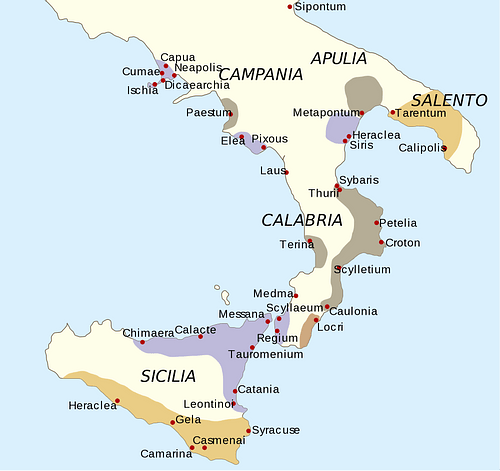 Sipontum
APULIA
Capua
Neapolis
Cumae
CAMPANIA
Dicaearchia
Ischia
SALENTO
Paestum
Metapontum
Tarentum
Elea
Pixous
Heraclea
Siris
Calipolis
Laus
Sybaris
Thurii
CALABRIA
Petelia
Terina
Croton
Scylletium
Medma
Scyllaeum
Caulonia
Messana
Locri
Chimaera
Calacte
Regium
Tauromenium
SICILIA
Catania
Heraclea
Leontinoi
Gela
Syracuse
Casmenai
Camarina